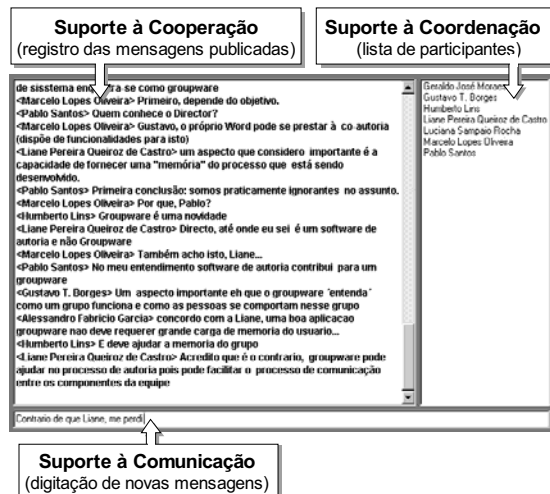 Suporte à Cooperação
(registro das mensagens publicadas)
Suporte à Coordenação
(lista de participantes)
de sisstema encontra-se como groupware
<Marcelo Lopes Oliveira> Primeiro, depende do objetivo.
<Pablo Santos> Quem conhece o Director?
<Marcelo Lopes Oliveira> Gustavo, o próprio Word pode se prestar à co-autoria
(dispõe de funcionalidades para isto)
<Liane Pereira Queiroz de Castro> um aspecto que considero importante é a
capacidade de fornecer uma "memória" do processo que está sendo
desenvolvido.
<Pablo Santos> Primeira conclusão: somos praticamente ignorantes no assunto.
<Marcelo Lopes Oliveira> Por que, Pablo?
<Humberto Lins> Groupware é uma novidade
<Liane Pereira Queiroz de Castro> Directo, até onde eu sei é um software de
autoria e não Groupware
<Marcelo Lopes Oliveira> Também acho isto, Liane...
<Pablo Santos> No meu entendimento software de autoria contribui para um
groupware
<Gustavo T. Borges> Um aspecto importante eh que o groupware ´entenda´
como um grupo funciona e como as pessoas se comportam nesse grupo
<Alessandro Fabricio Garcia> concordo com a Liane, uma boa aplicacao
groupware nao deve requerer grande carga de memoria do usuario...
<Humberto Lins> E deve ajudar a memoria do grupo
<Liane Pereira Queiroz de Castro> Acredito que é o contrario, groupware pode
ajudar no processo de autoria pois pode facilitar o processo de comunicação
entre os componentes da equipe
Geraldo José Moraes
Gustavo T. Borges
Humberto Lins
Liane Pereira Queiroz de Castro
Luciana Sampaio Rocha
Marcelo Lopes Oliveira
Pablo Santos
Contrario de que Liane, me perdi
Suporte à Comunicação
(digitação de novas mensagens)